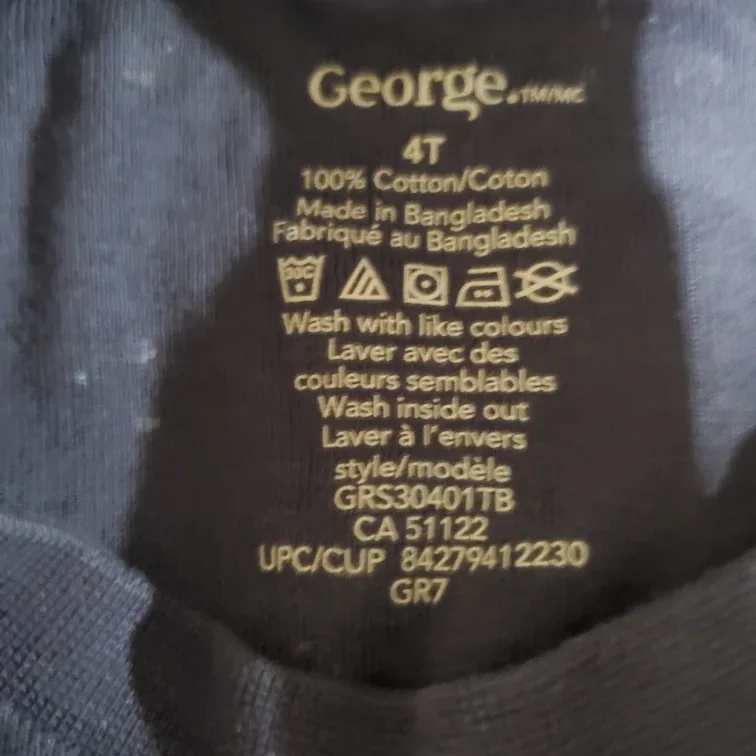 George.TM/MC
4T
100% Cotton/Coton
Made in Bangladesh
Fabriqué au Bangladesh
30C
Wash with like colours
Laver avec des
couleurs semblables
Wash inside out
Laver à l'envers
style/modèle
GRS30401TB
CA 51122
UPC/CUP 84279412230
GR7